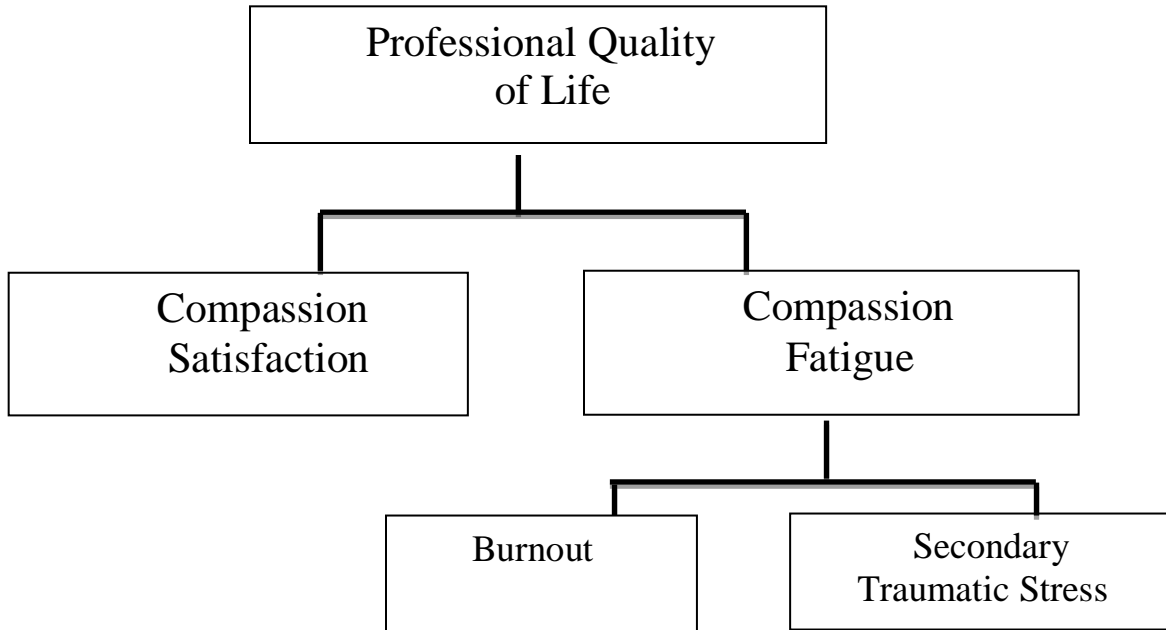 Professional Quality
of Life
Compassion
Satisfaction
Compassion
Fatigue
Burnout
Secondary
Traumatic Stress